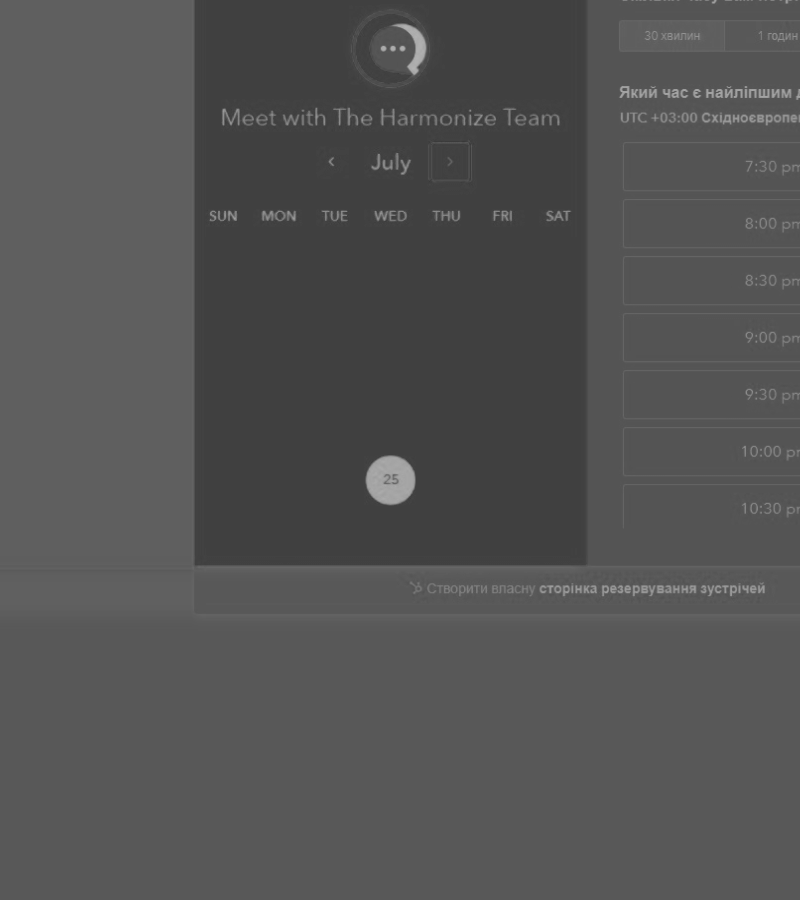 30 хвилин
1 годин
Який час є найліпшим
UTC +03:00 Східноєвропе
Meet with The Harmonize Team
July
SUN MON TUE WED THU FRI SAT
25
7:30 pm
8:00 pm
8:30 pm
9:00 pm
9:30 pm
10:00 p
10:30 p
Створити власну сторінка резервування зустрічей